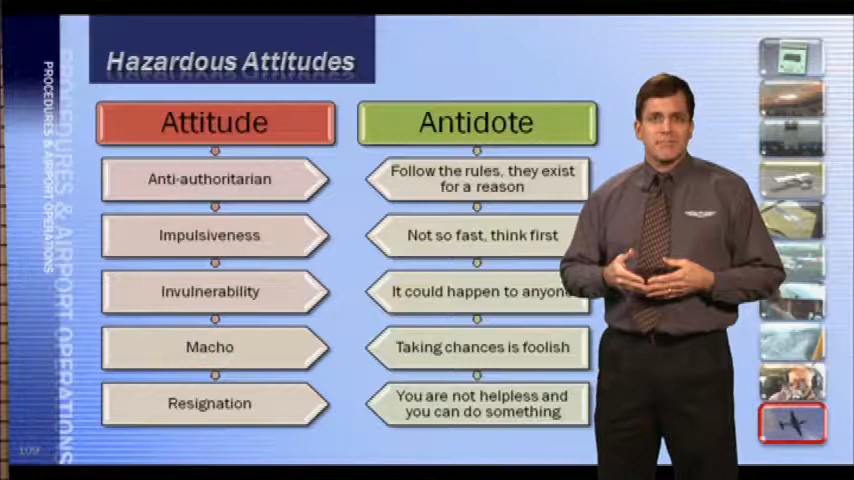 Hazardous Attitudes
Attitude
Antidote
Anti-authoritarian
Follow the rules, they exist
for a reason
Impulsiveness
Not so fast, think first
Invulnerability
It could happen to anyone
Macho
Taking chances is foolish
Resignation
You are not helpless and
you can do something
PROCEDURES & AIRPORT OPERATIONS
PROCEDURES & AIRPORT OPERATIONS
109